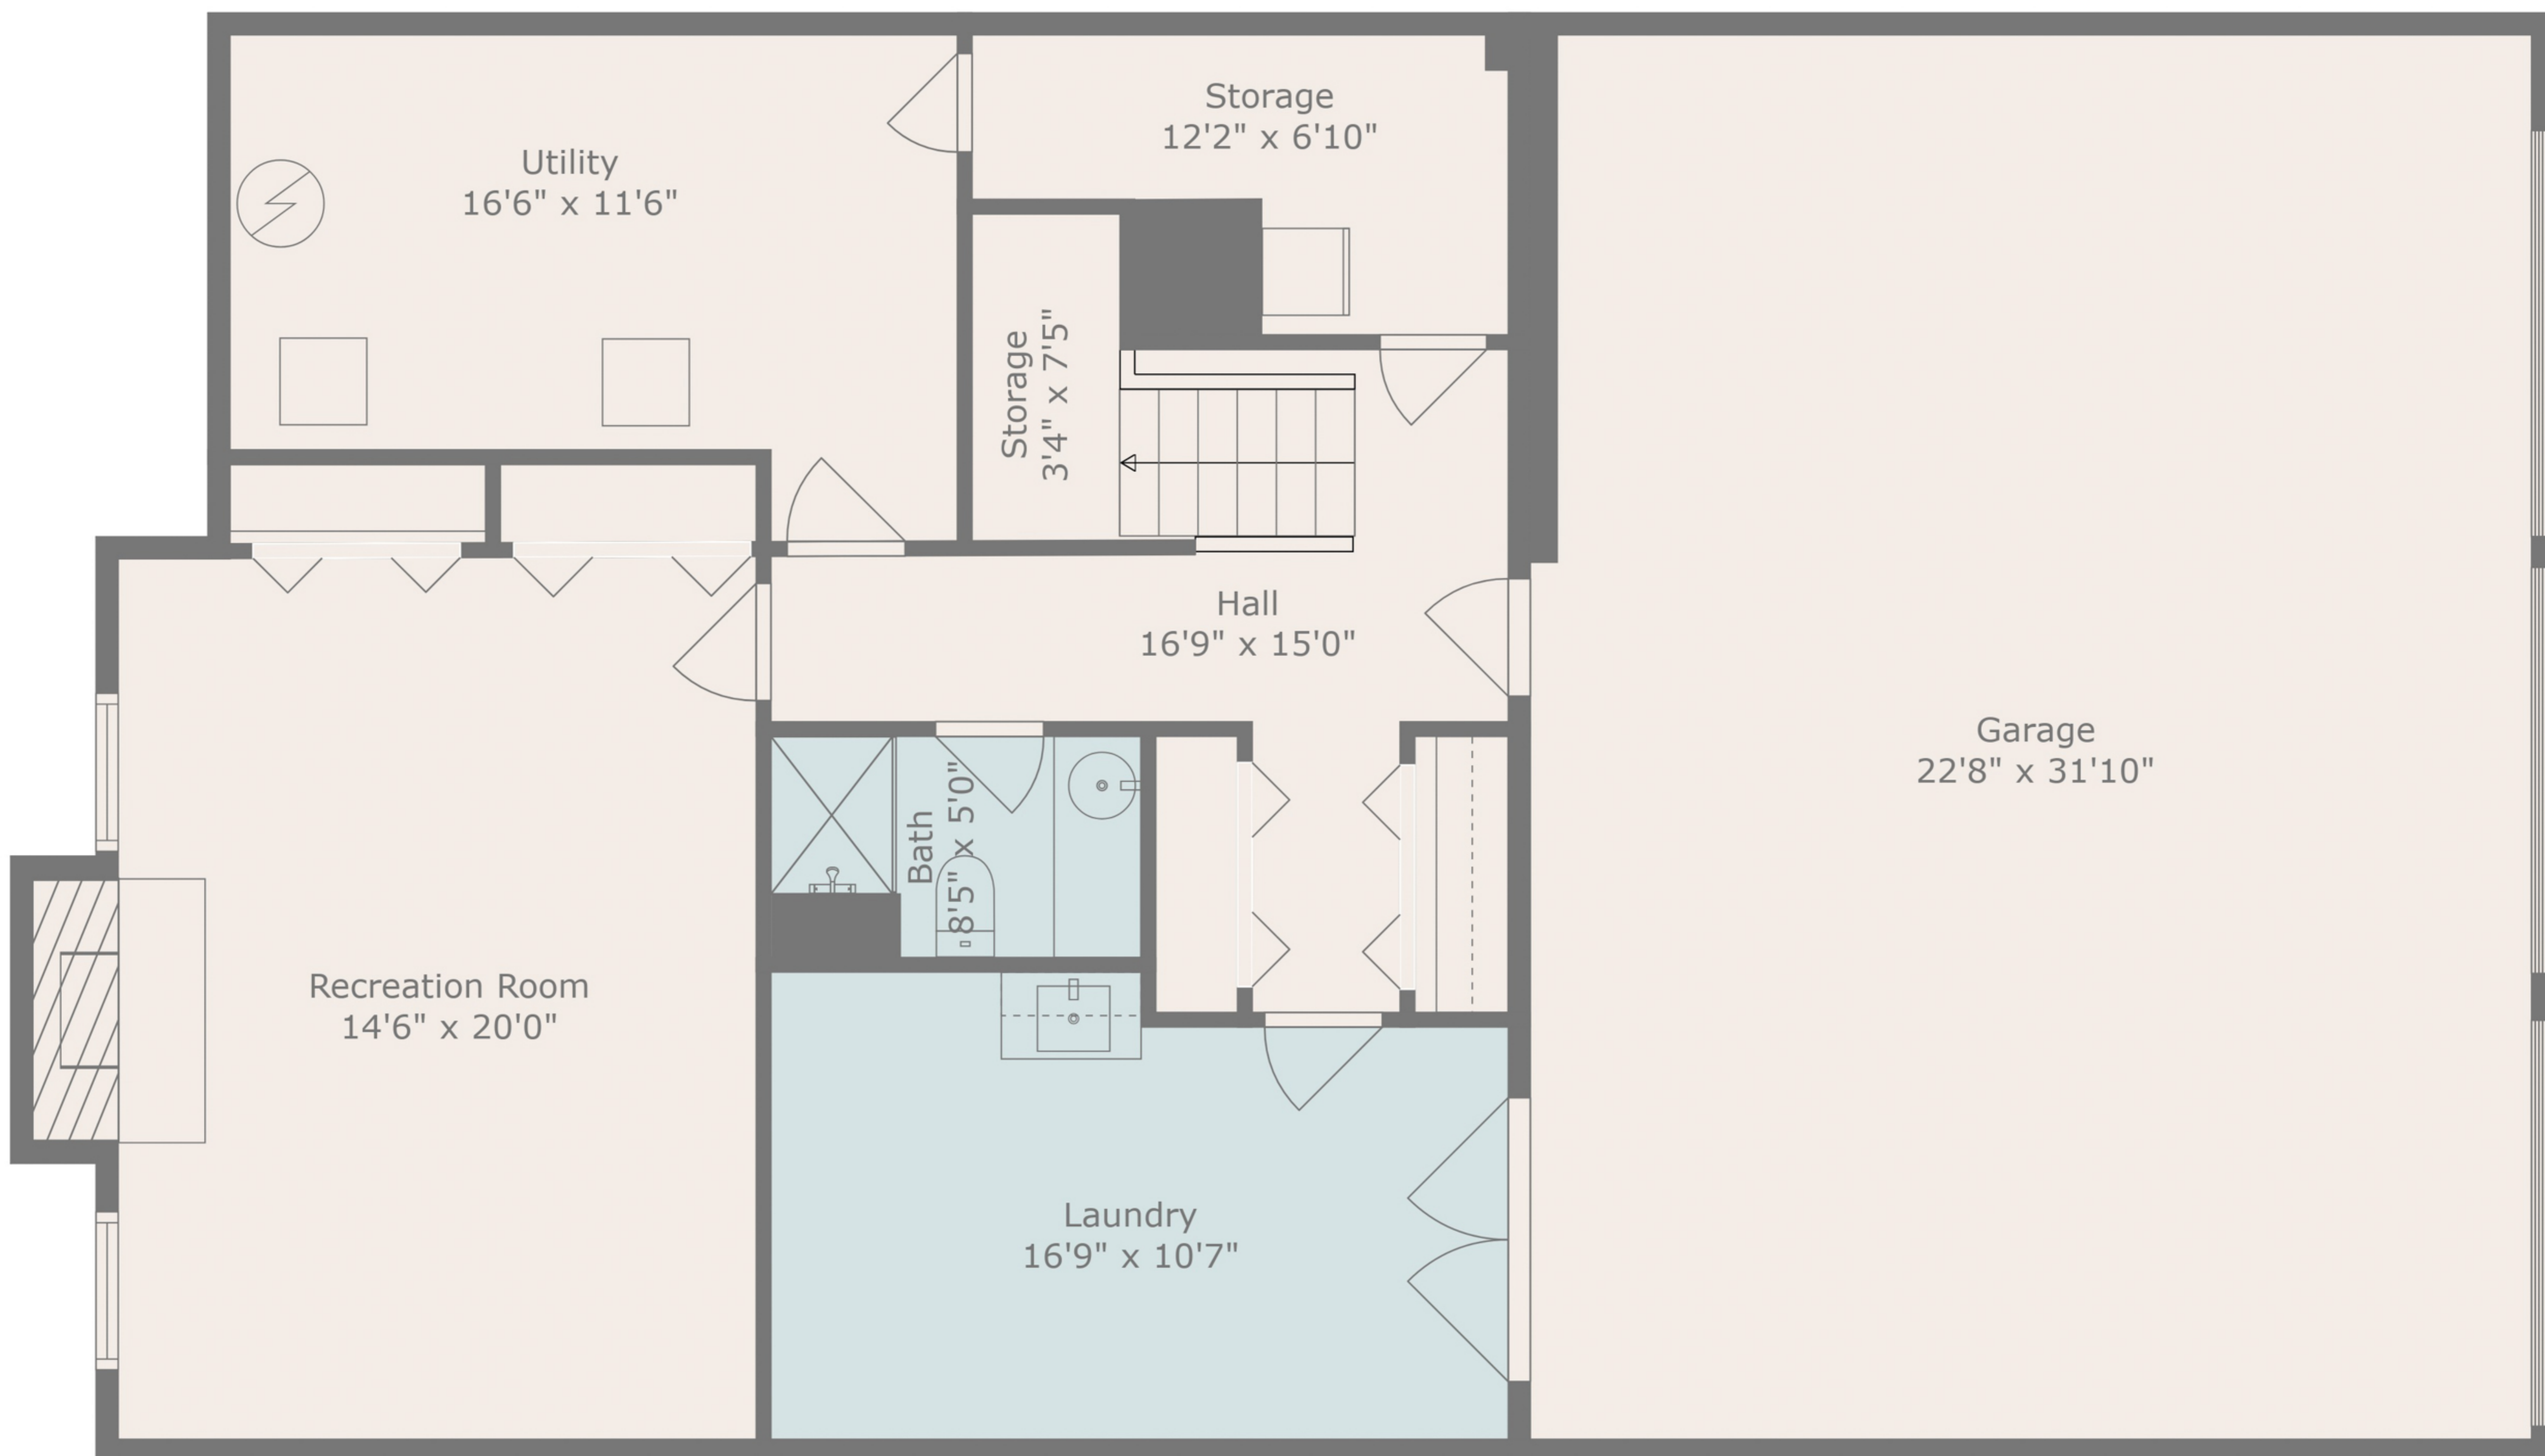 Utility
16'6" x 11'6"
Storage
12'2" x 6'10"
Storage
3'4" x 7'5"
Hall
16'9" x 15'0"
Garage
22'8" x 31'10"
Bath
8'5" x 5'0"
Recreation Room
14'6" x 20'0"
Laundry
16'9" x 10'7"